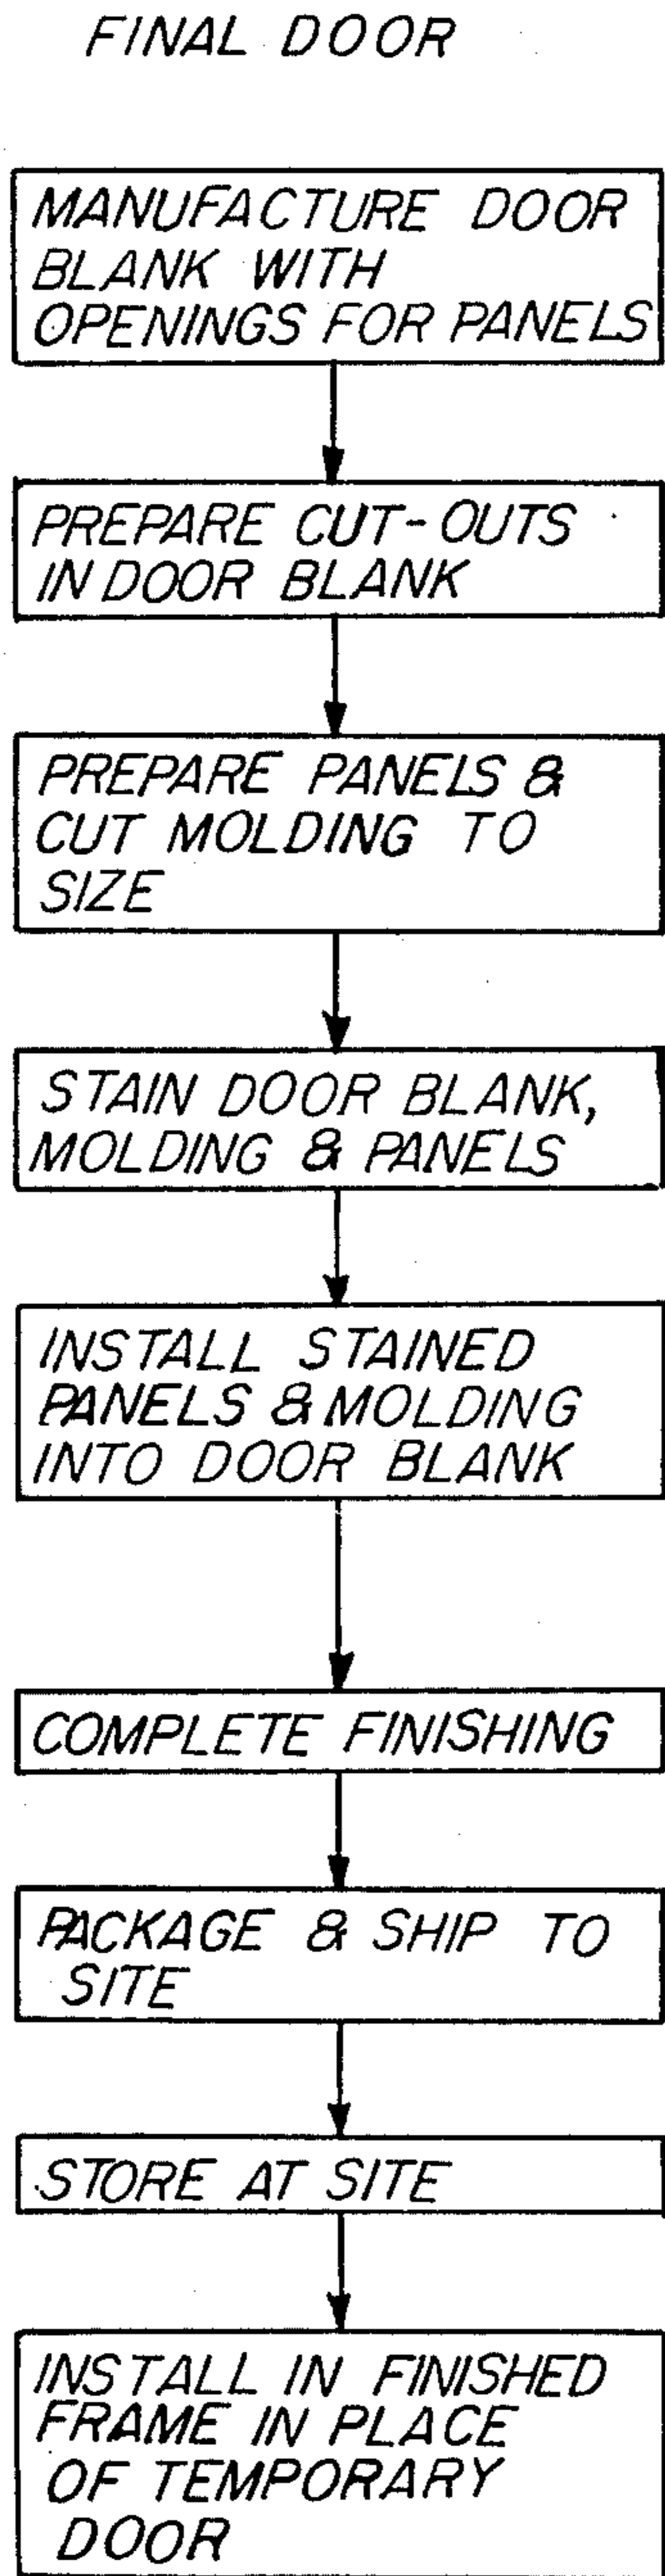 FINAL DOOR
MANUFACTURE DOOR
BLANK WITH
OPENINGS FOR PANELS
PREPARE CUT-OUTS
IN DOOR BLANK
PREPARE PANELS &
CUT MOLDING TO
SIZE
STAIN DOOR BLANK,
MOLDING & PANELS
INSTALL STAINED
PANELS & MOLDING
INTO DOOR BLANK
COMPLETE FINISHING
PACKAGE & SHIP TO
SITE
STORE AT SITE
INSTALL IN FINISHED
FRAME IN PLACE
OF TEMPORARY
DOOR